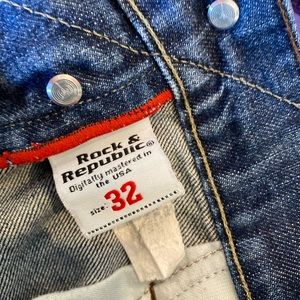 Rock &
Republic®
Digitally mastered in
the USA
size: 32